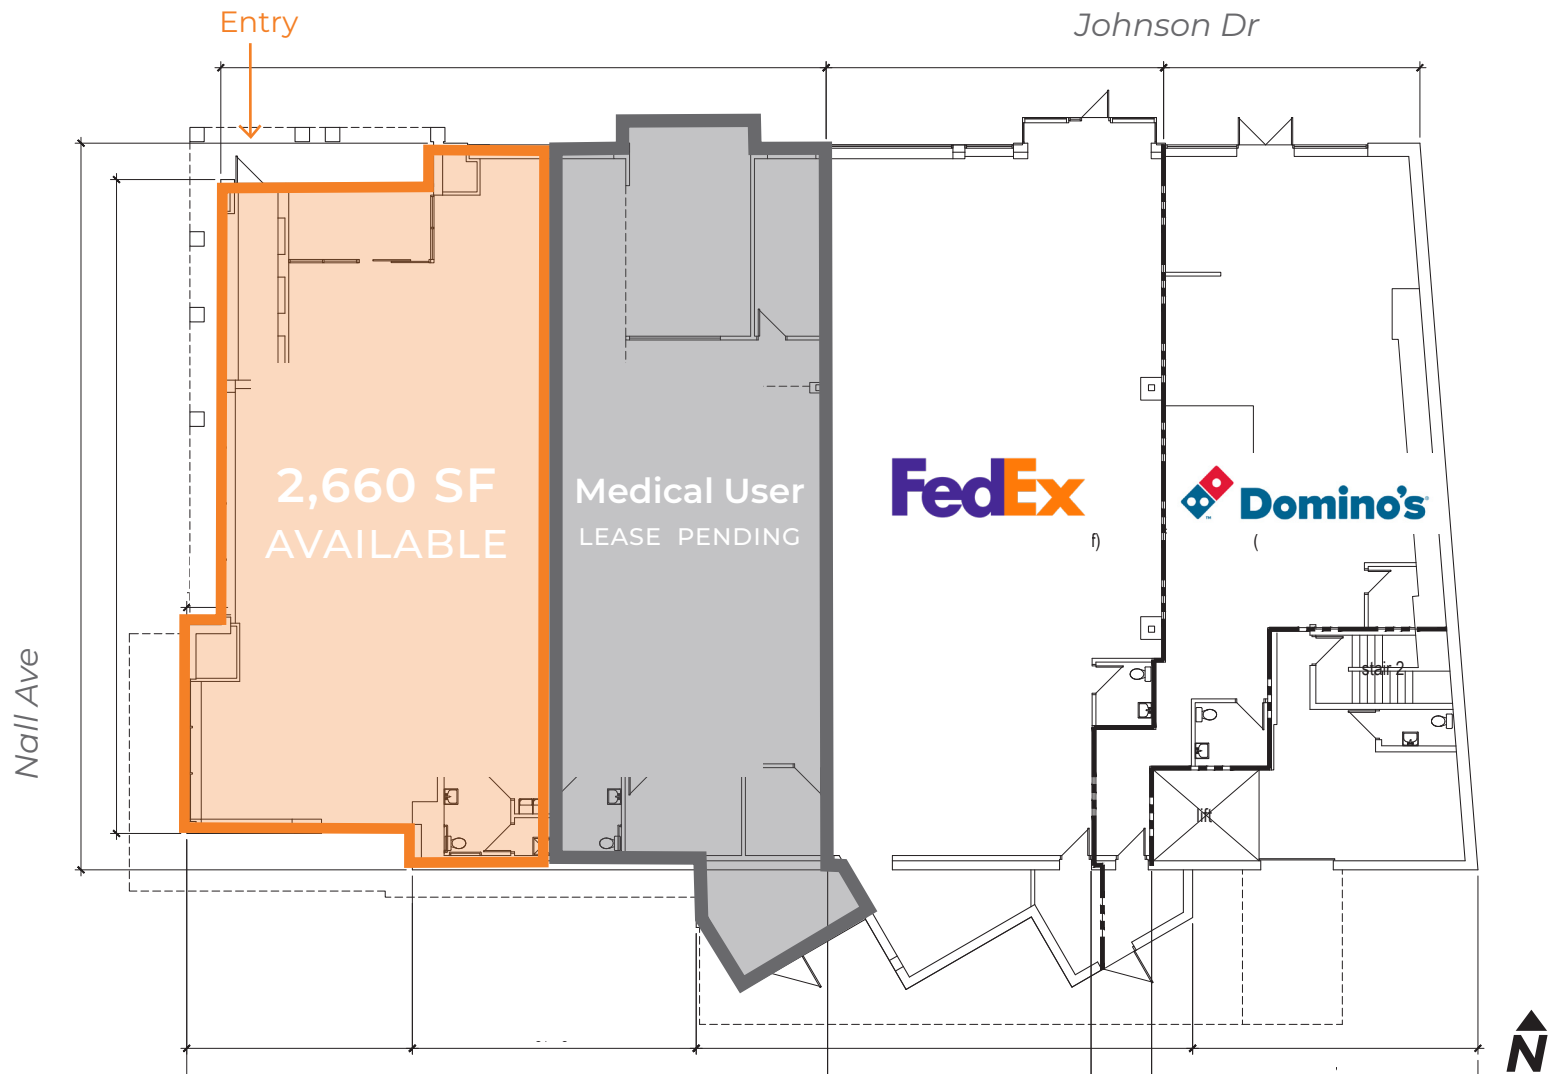 Entry
Johnson Dr
2,660 SF
AVAILABLE
Medical User
LEASE PENDING
FedEx
f)
Domino's
(
Nall Ave
stair 2
lift
N